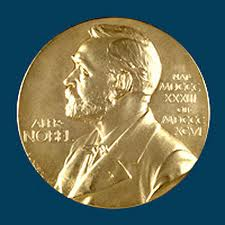 ALFR·
NOBEL
NAT·
MDCCC
XXXIII
OB·
MDCCC
XCVI